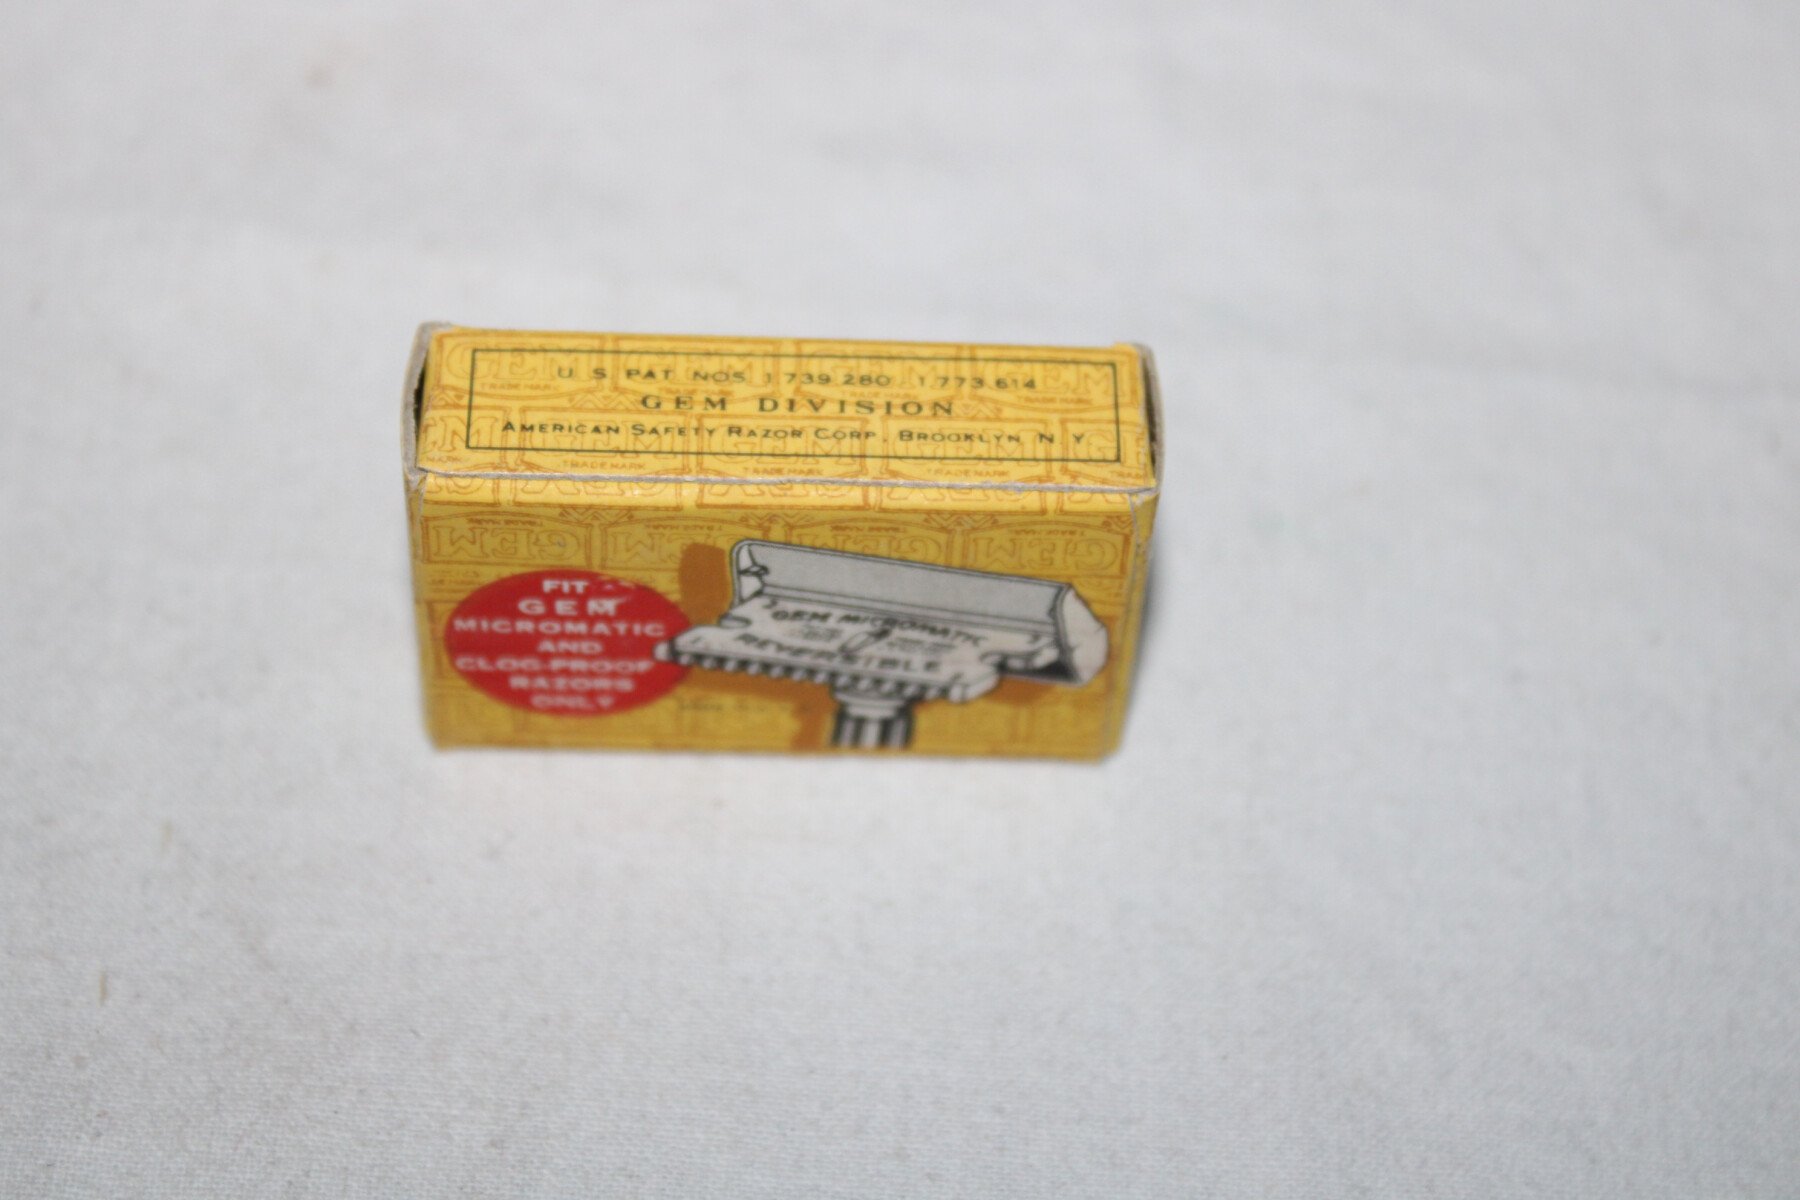 U. S. PAT. NOS. 1.739.280 - 1.773.614
GEM DIVISION
AMERICAN SAFETY RAZOR CORP., BROOKLYN, N. Y.
FIT
GEM
MICROMATIC
AND
CLOG-PROOF
RAZORS
ONLY
GEM MICROMATIC
REVERSIBLE